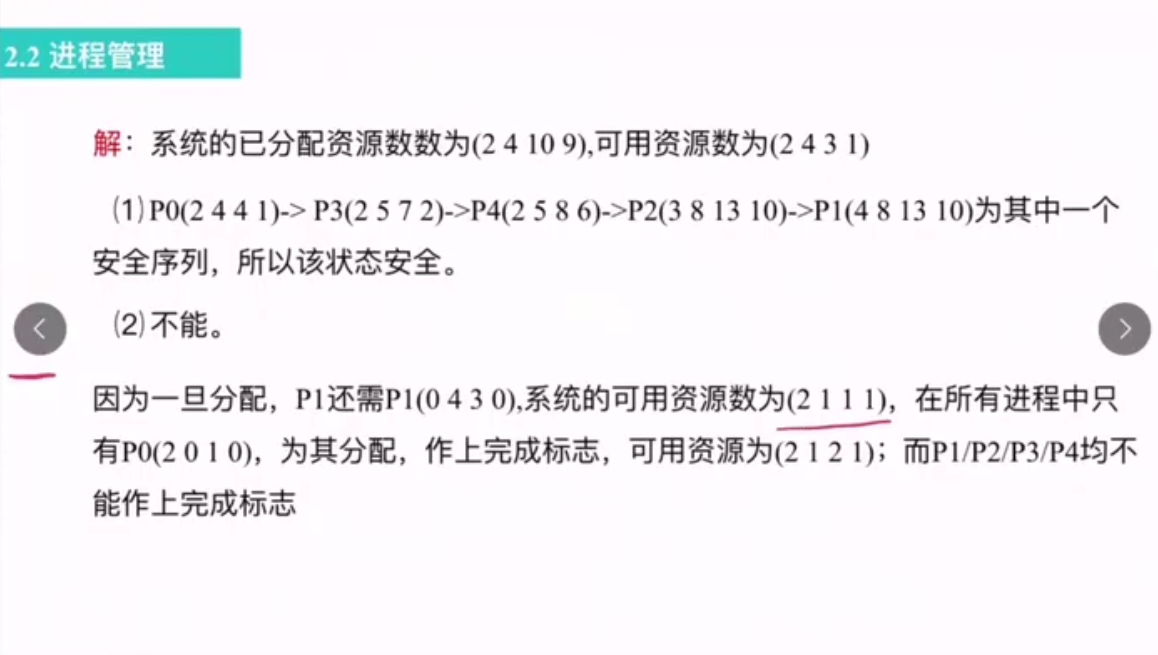 2.2 进程管理
解：系统的已分配资源数数为(2 4 10 9),可用资源数为(2 4 3 1)
(1) P0(2 4 4 1)-> P3(2 5 7 2)->P4(2 5 8 6)->P2(3 8 13 10)->P1(4 8 13 10)为其中一个
安全序列，所以该状态安全。
(2) 不能。
因为一旦分配，P1还需P1(0 4 3 0),系统的可用资源数为(2 1 1 1)，在所有进程中只
有P0(2 0 1 0)，为其分配，作上完成标志，可用资源为(2 1 2 1)；而P1/P2/P3/P4均不
能作上完成标志